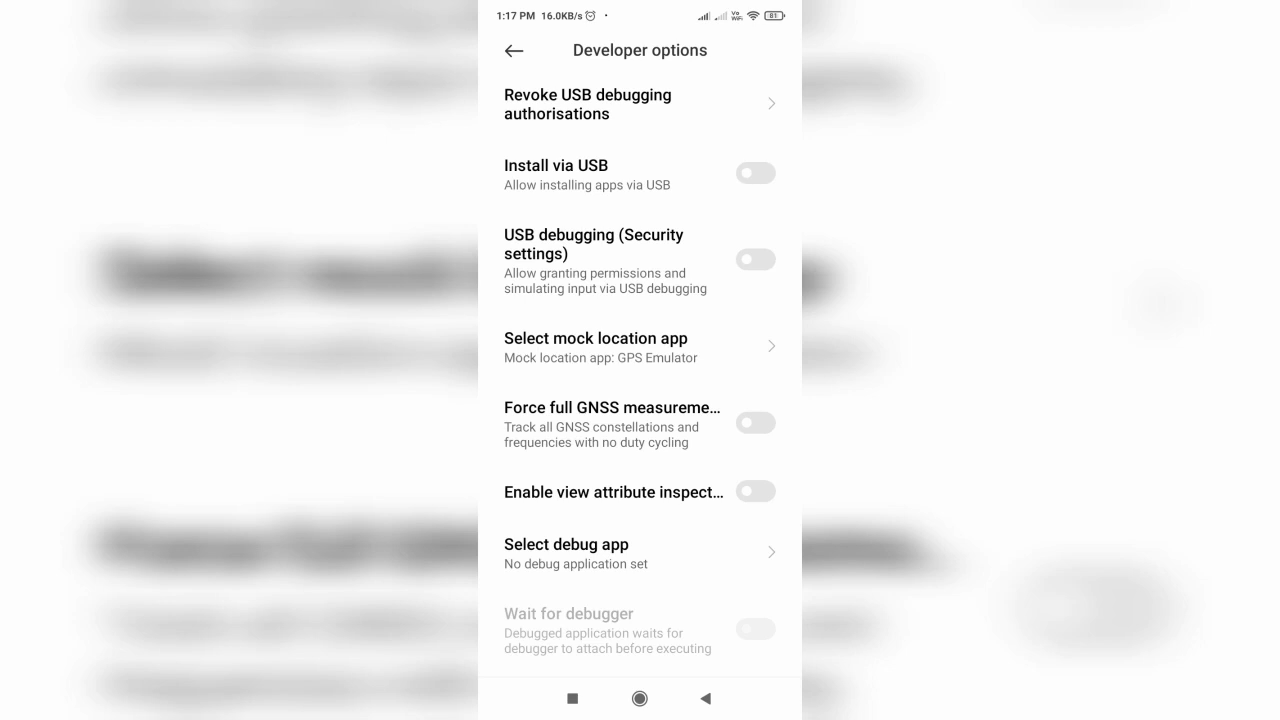 1:17 PM 16.0KB/s
Vo
WiFi
81
Developer options
Revoke USB debugging
authorisations
Install via USB
Allow installing apps via USB
USB debugging (Security
settings)
Allow granting permissions and
simulating input via USB debugging
Select mock location app
Mock location app: GPS Emulator
Force full GNSS measureme...
Track all GNSS constellations and
frequencies with no duty cycling
Enable view attribute inspect...
Select debug app
No debug application set
Wait for debugger
Debugged application waits for
debugger to attach before executing